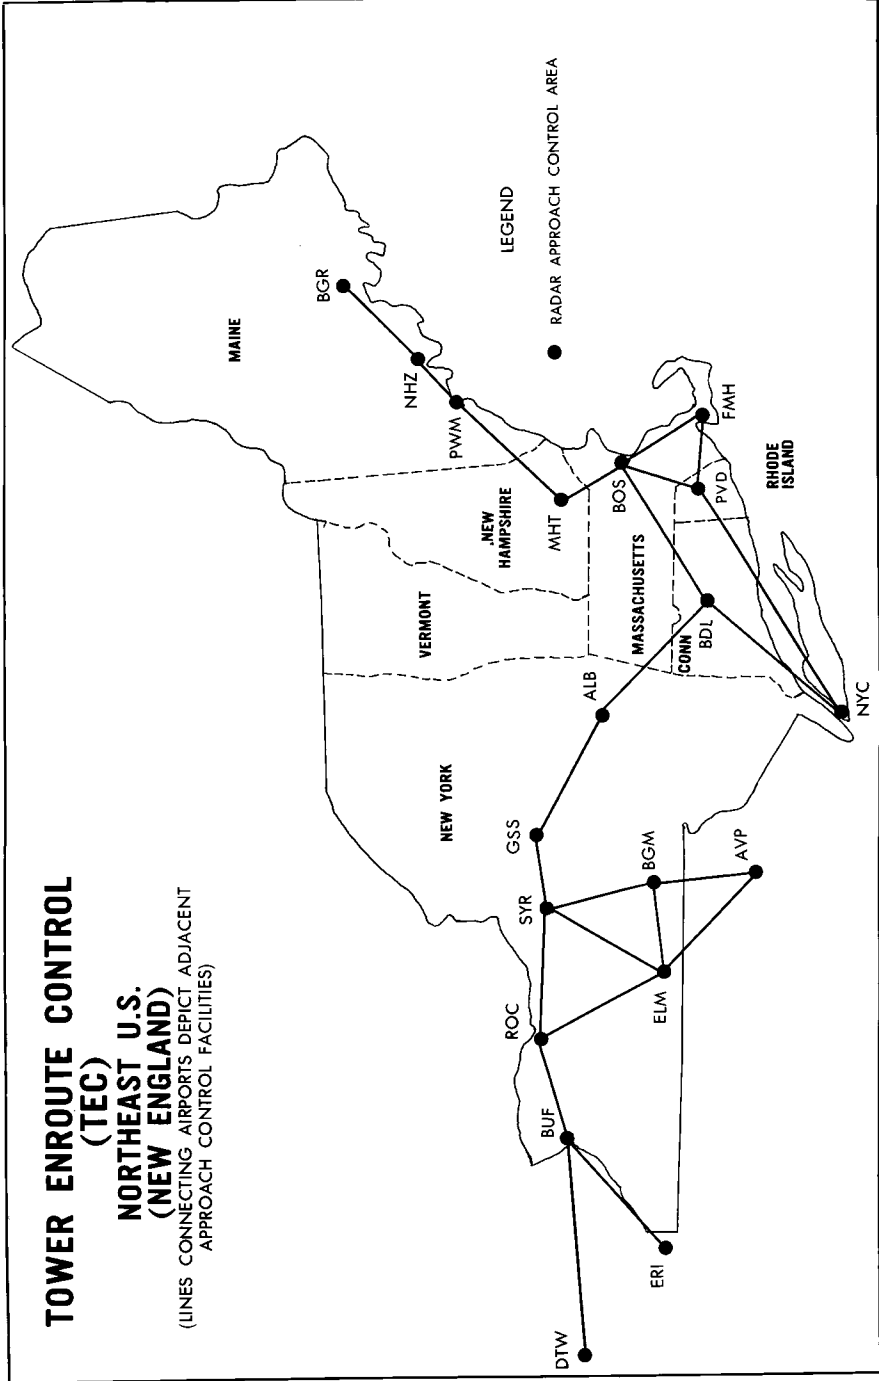 TOWER ENROUTE CONTROL
(TEC)
NORTHEAST U.S.
(NEW ENGLAND)
(LINES CONNECTING AIRPORTS DEPICT ADJACENT
APPROACH CONTROL FACILITIES)
MAINE
BGR
NHZ
PWM
LEGEND
RADAR APPROACH CONTROL AREA
VERMONT
NEW
HAMPSHIRE
MHT
BOS
FMH
PVD
RHODE
ISLAND
MASSACHUSETTS
CONN
BDL
NEW YORK
ALB
NYC
GSS
SYR
BGM
AVP
ROC
ELM
BUF
ERI
DTW